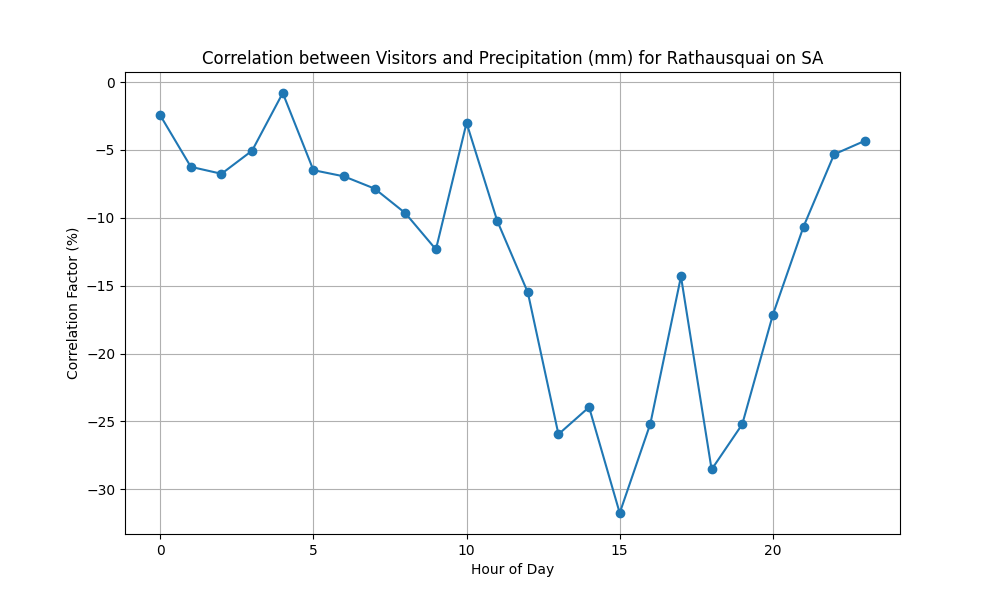 Correlation between Visitors and Precipitation (mm) for Rathausquai on SA
Correlation Factor (%)
0
−5
−10
−15
−20
−25
−30
0 5 10 15 20
Hour of Day